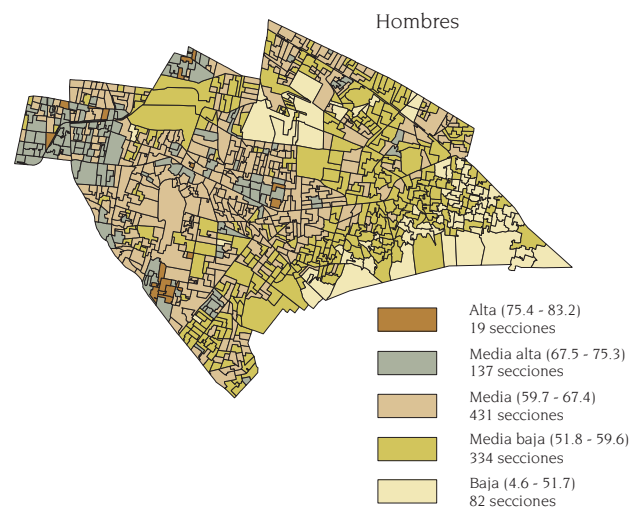 Hombres
Alta (75.4 - 83.2)
19 secciones
Media alta (67.5 - 75.3)
137 secciones
Media (59.7 - 67.4)
431 secciones
Media baja (51.8 - 59.6)
334 secciones
Baja (4.6 - 51.7)
82 secciones